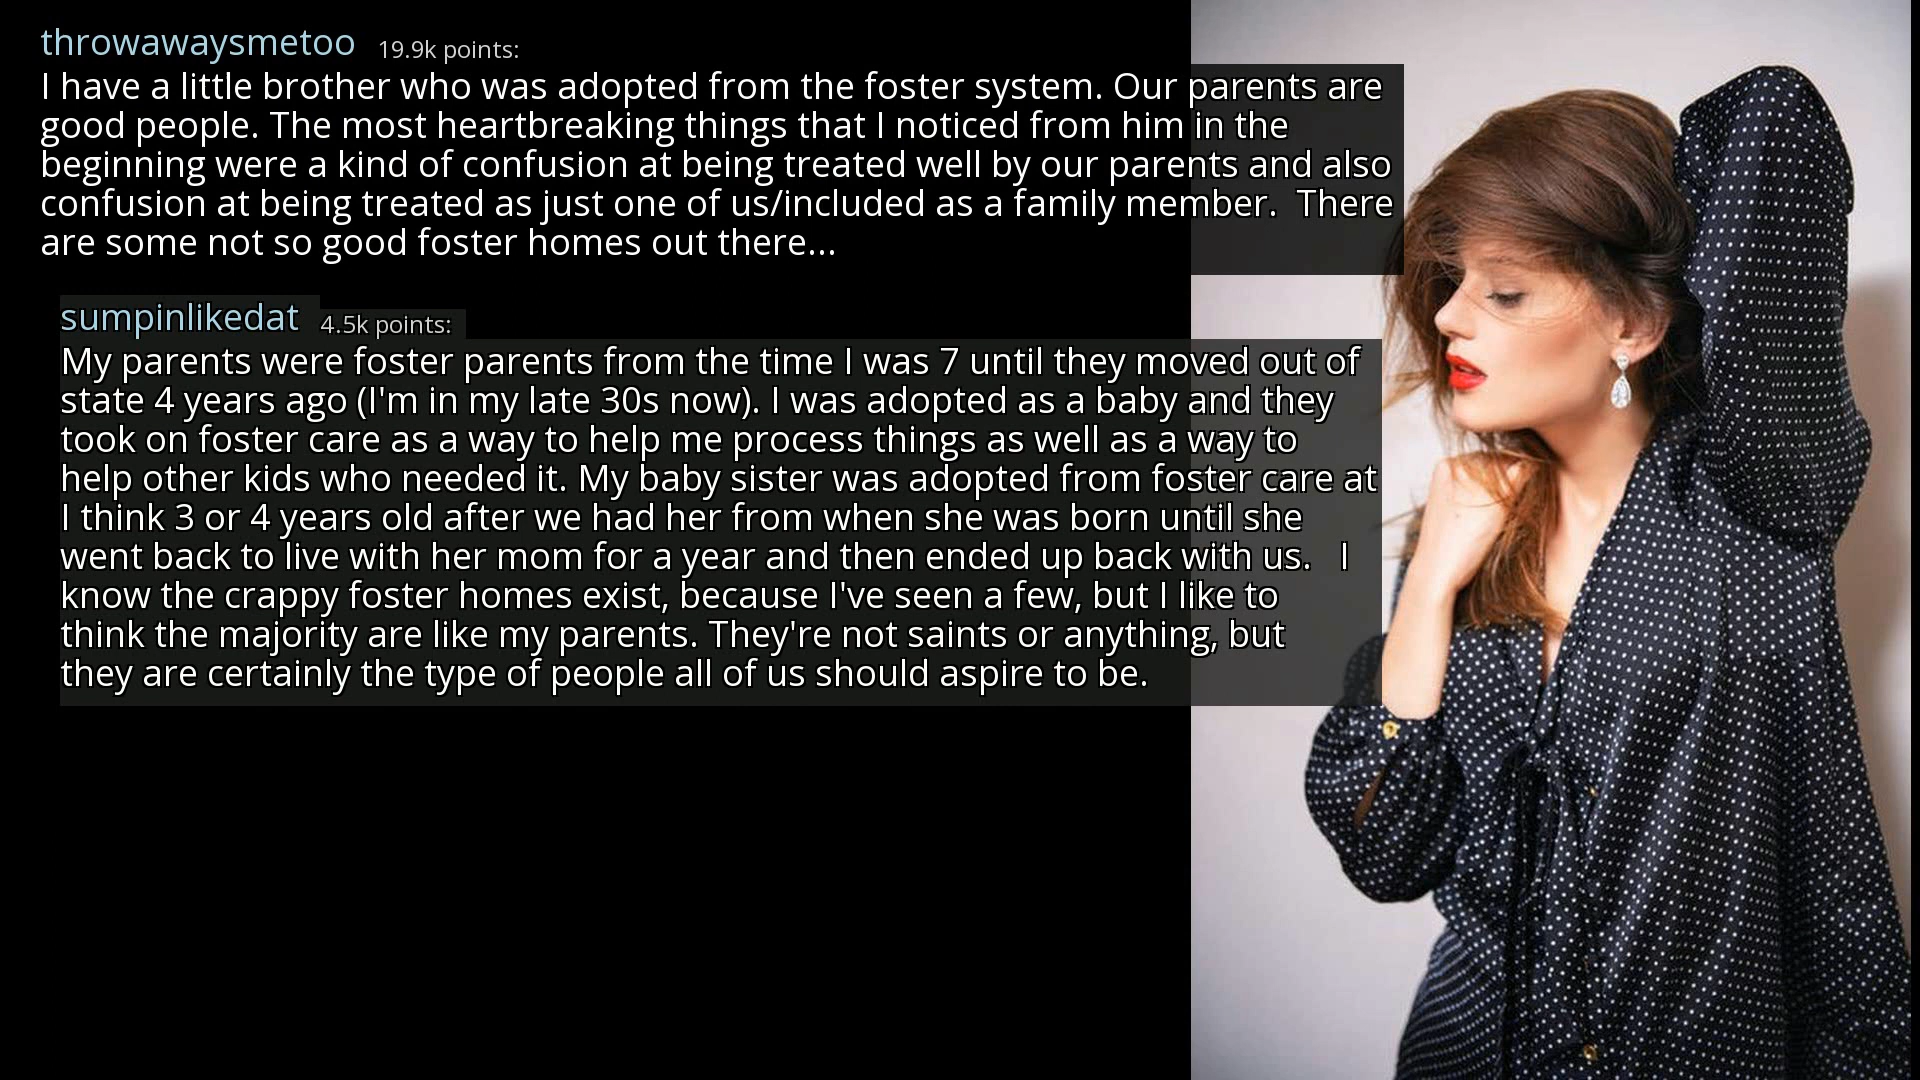 throwawaysmetoo 19.9k points:
I have a little brother who was adopted from the foster system. Our parents are
good people. The most heartbreaking things that I noticed from him in the
beginning were a kind of confusion at being treated well by our parents and also
confusion at being treated as just one of us/included as a family member.  There
are some not so good foster homes out there...
sumpinlikedat 4.5k points:
My parents were foster parents from the time I was 7 until they moved out of
state 4 years ago (I'm in my late 30s now). I was adopted as a baby and they
took on foster care as a way to help me process things as well as a way to
help other kids who needed it. My baby sister was adopted from foster care at
I think 3 or 4 years old after we had her from when she was born until she
went back to live with her mom for a year and then ended up back with us.   I
know the crappy foster homes exist, because I've seen a few, but I like to
think the majority are like my parents. They're not saints or anything, but
they are certainly the type of people all of us should aspire to be.